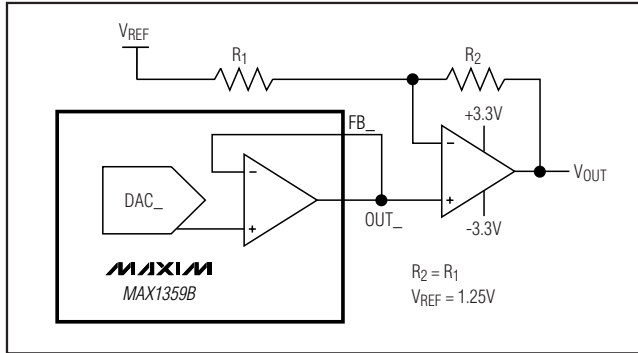 VREF
R1
R2
FB_
+3.3V
-
-
DAC_
+
+
VOUT
OUT_
-3.3V
MAXIM
MAX1359B
R2 = R1
VREF = 1.25V